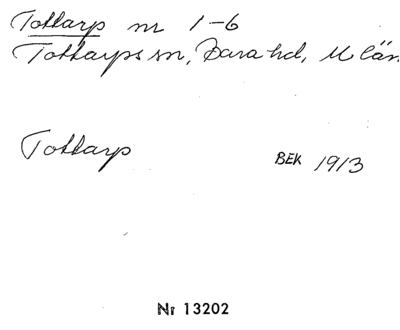 Tottarp nr 1-6
Tottarps sn, Bara hd, M län
Tottarp
BEK 1913
Nr 13202